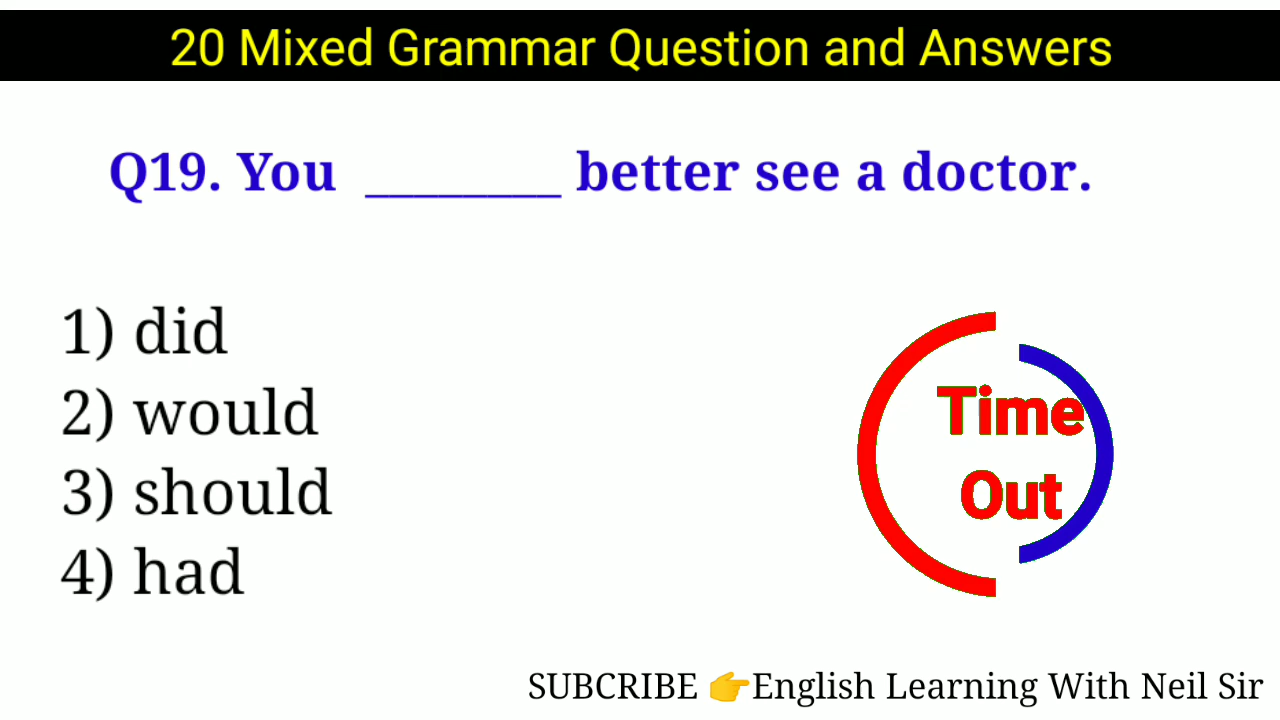 20 Mixed Grammar Question and Answers
Q19. You ________ better see a doctor.
1) did
2) would
3) should
4) had
Time
Out
SUBCRIBE 👉English Learning With Neil Sir